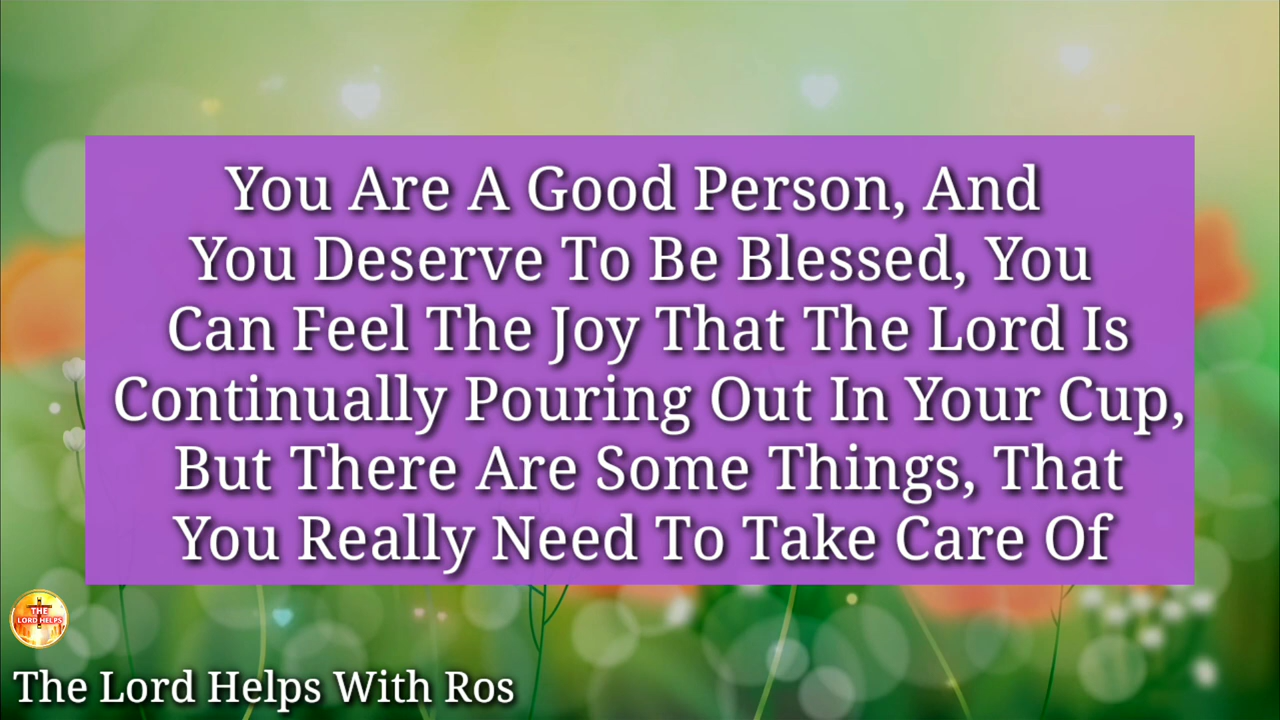 You Are A Good Person, And
You Deserve To Be Blessed, You
Can Feel The Joy That The Lord Is
Continually Pouring Out In Your Cup,
But There Are Some Things, That
You Really Need To Take Care Of
THE
LORD HELPS
The Lord Helps With Ros